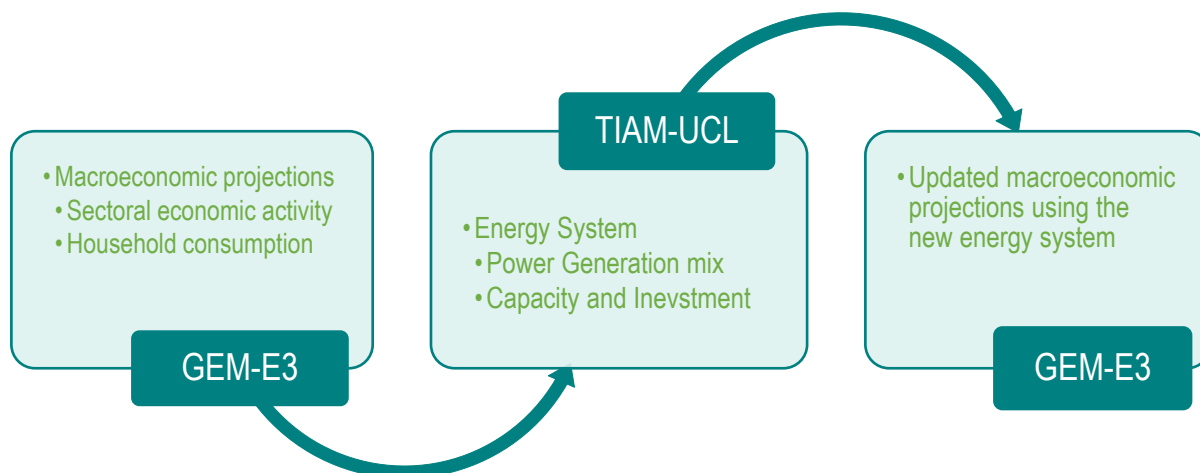 • Macroeconomic projections
• Sectoral economic activity
• Household consumption
GEM-E3
TIAM-UCL
• Energy System
• Power Generation mix
• Capacity and Inevstment
• Updated macroeconomic
projections using the
new energy system
GEM-E3